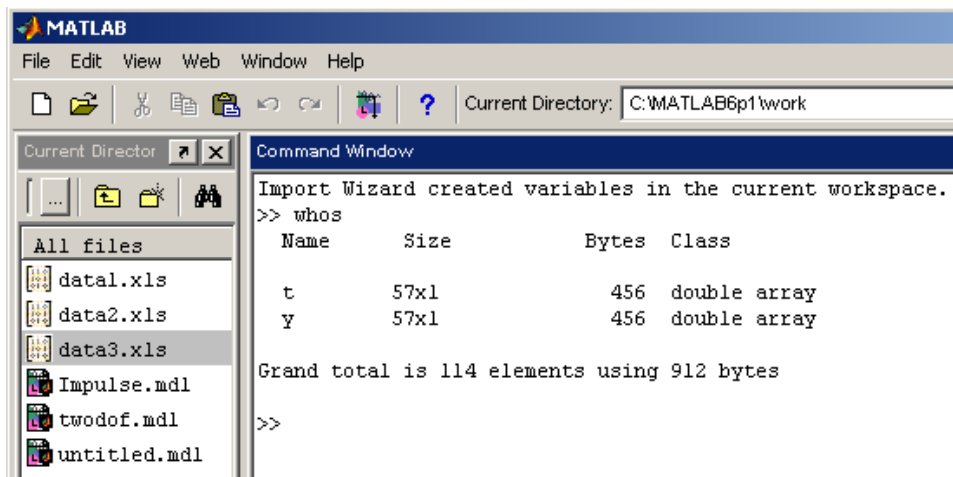 MATLAB
File Edit View Web Window Help
? Current Directory: C:\MATLAB6p1\work
Current Director
...
All files
data1.xls
data2.xls
data3.xls
Impulse.mdl
twodof.mdl
untitled.mdl
Command Window
Import Wizard created variables in the current workspace.
>> whos
Name Size Bytes Class
t 57x1 456 double array
y 57x1 456 double array
Grand total is 114 elements using 912 bytes
>>